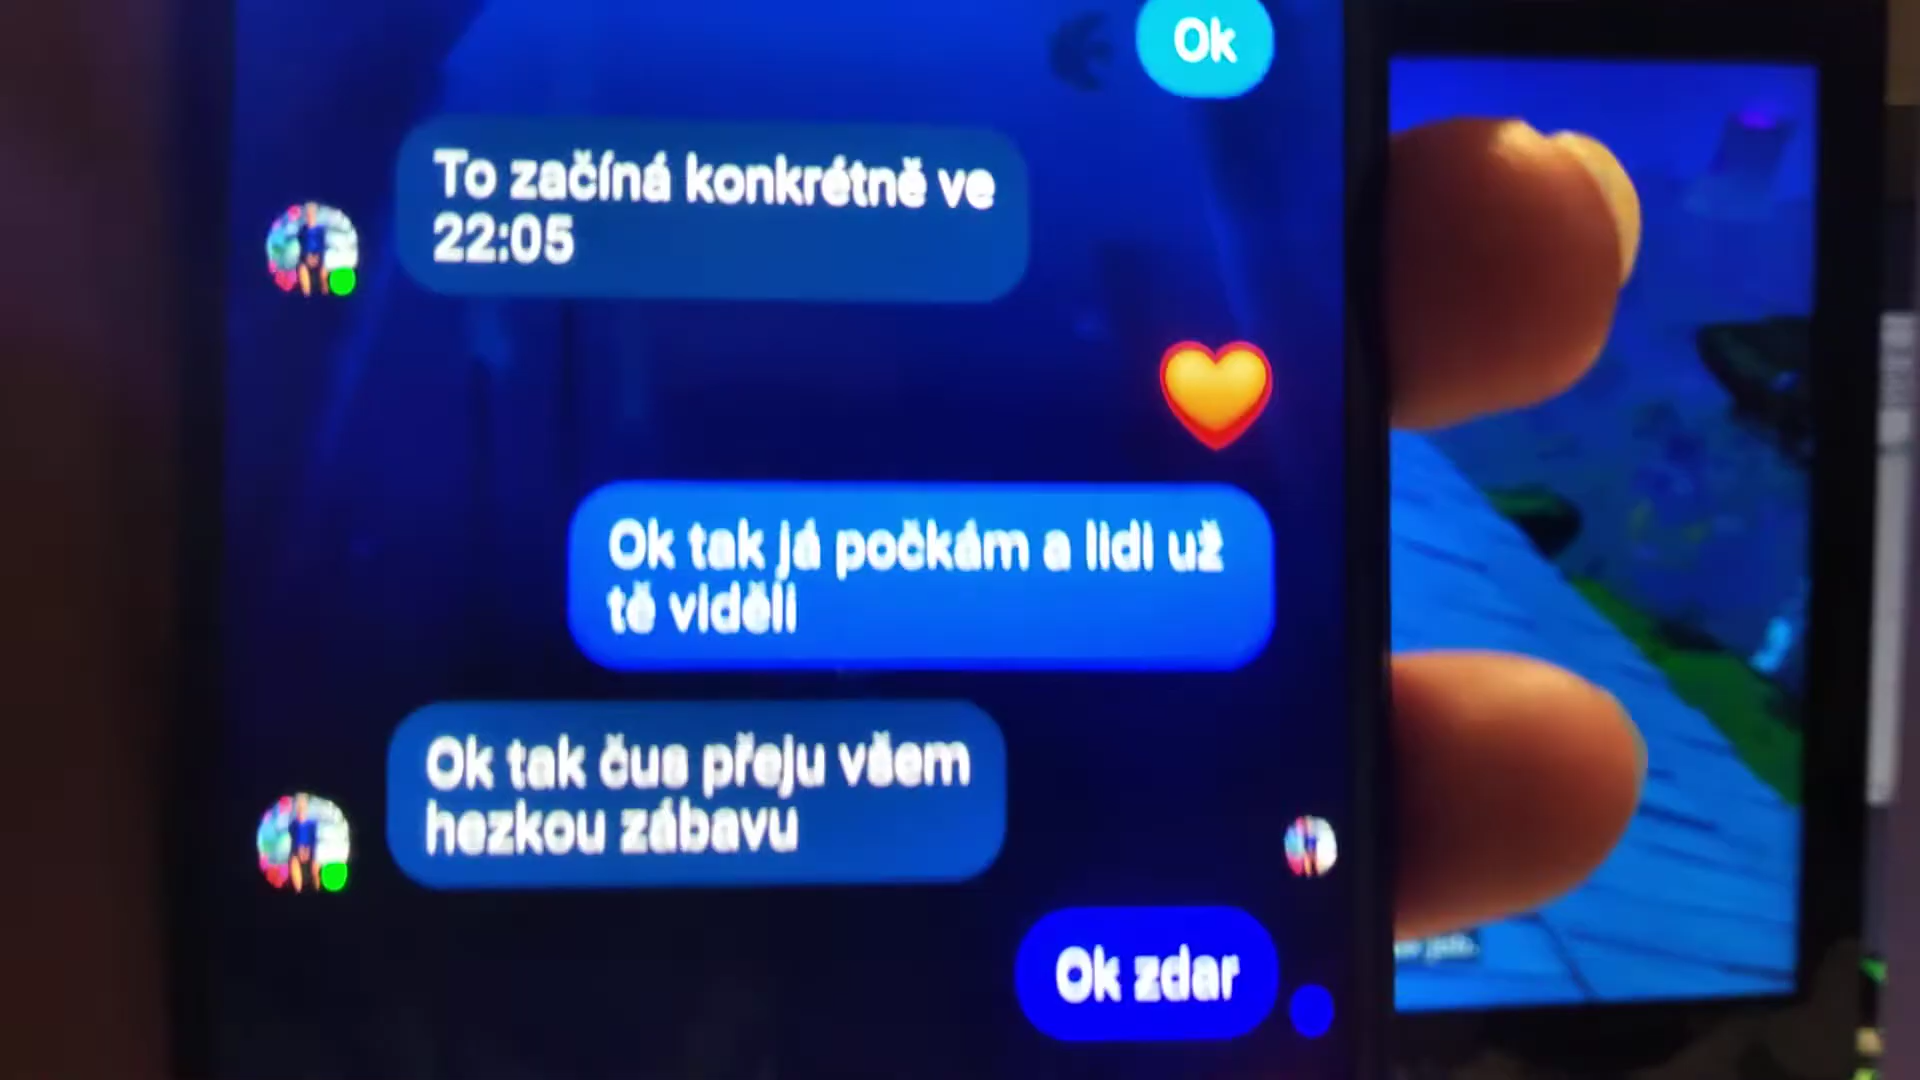 Ok
To začíná konkrétně ve
22:05
Ok tak já počkám a lidi už
tě viděli
Ok tak čus přeju všem
hezkou zábavu
Ok zdar